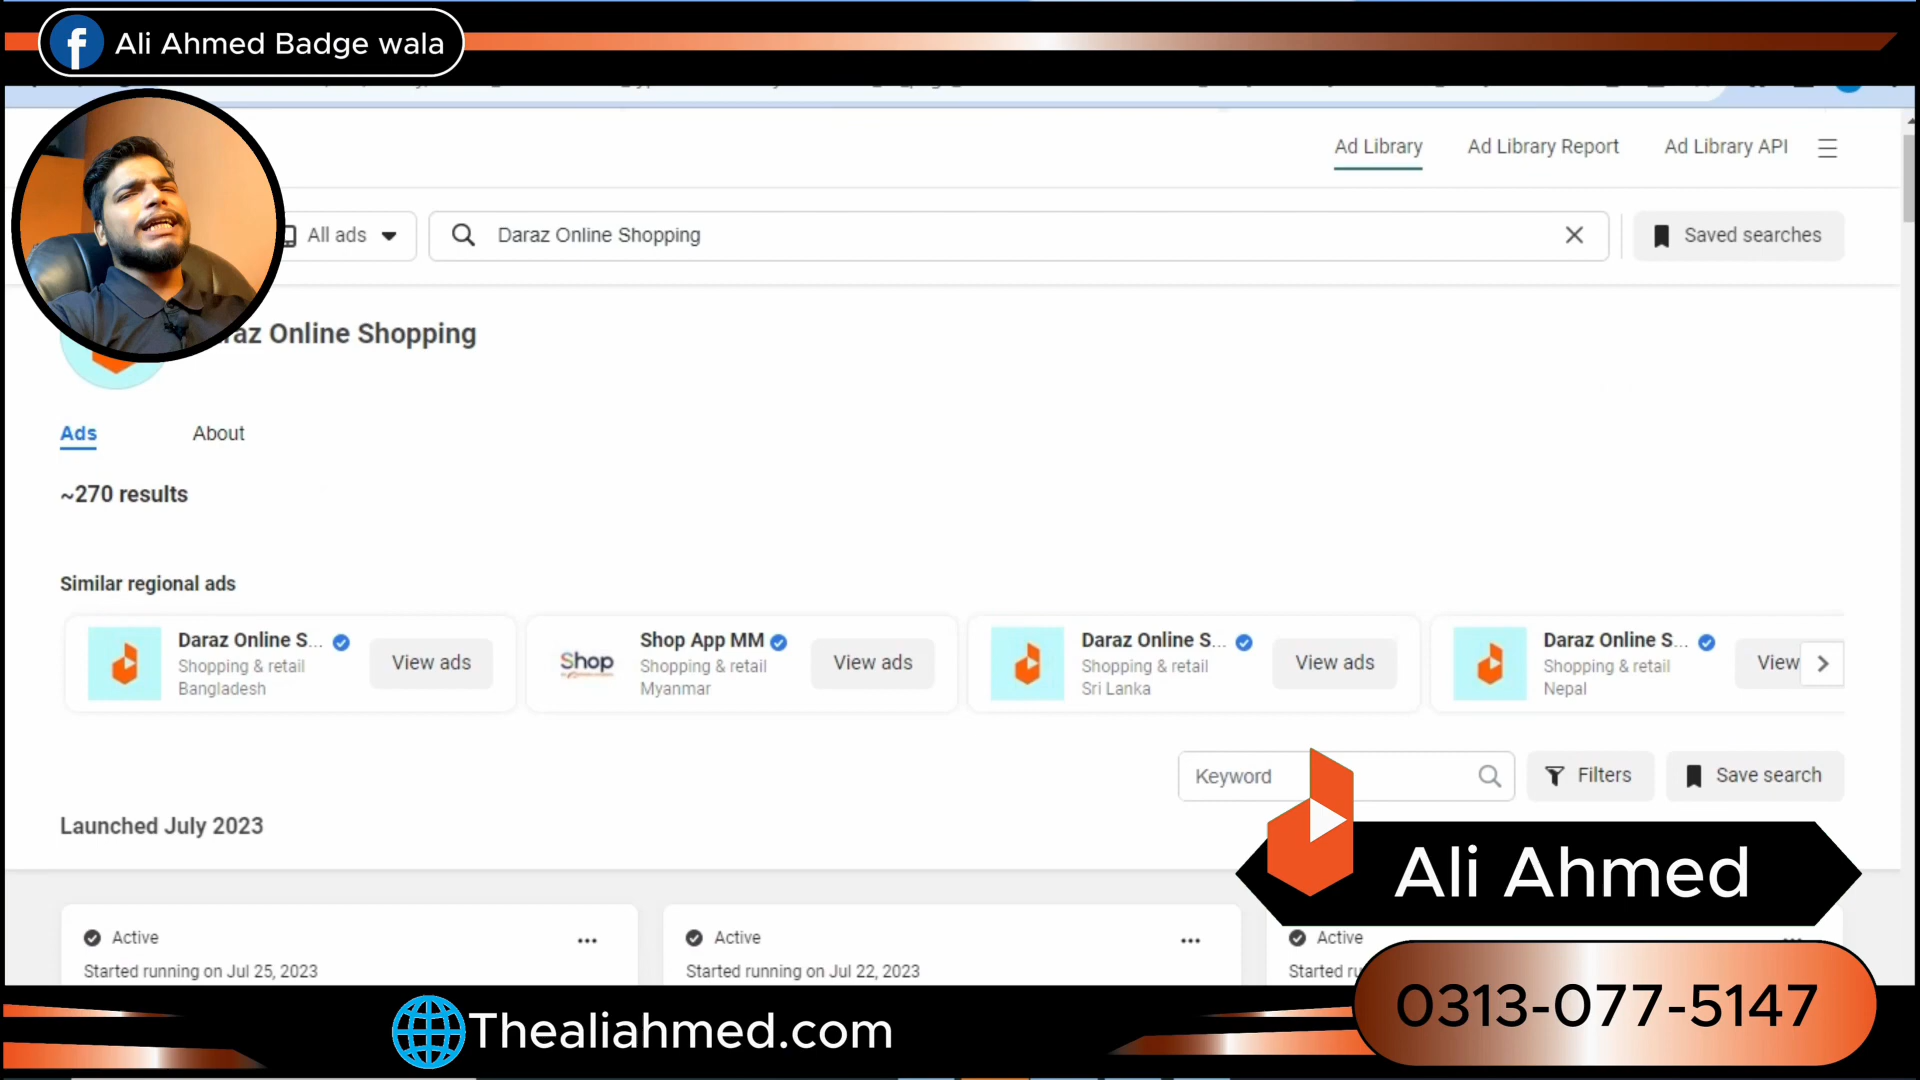 Ali Ahmed Badge wala
Ad Library
Ad Library Report
Ad Library API
All ads
Daraz Online Shopping
Saved searches
raz Online Shopping
Ads
About
~270 results
Similar regional ads
Daraz Online S...
Shopping & retail
Bangladesh
View ads
Shop
Shop App MM
Shopping & retail
Myanmar
View ads
Daraz Online S...
Shopping & retail
Sri Lanka
View ads
Daraz Online S...
Shopping & retail
Nepal
View
Keyword
Filters
Save search
Launched July 2023
Ali Ahmed
Active
Started running on Jul 25, 2023
Active
Started running on Jul 22, 2023
Active
Started ru
0313-077-5147
Thealiahmed.com